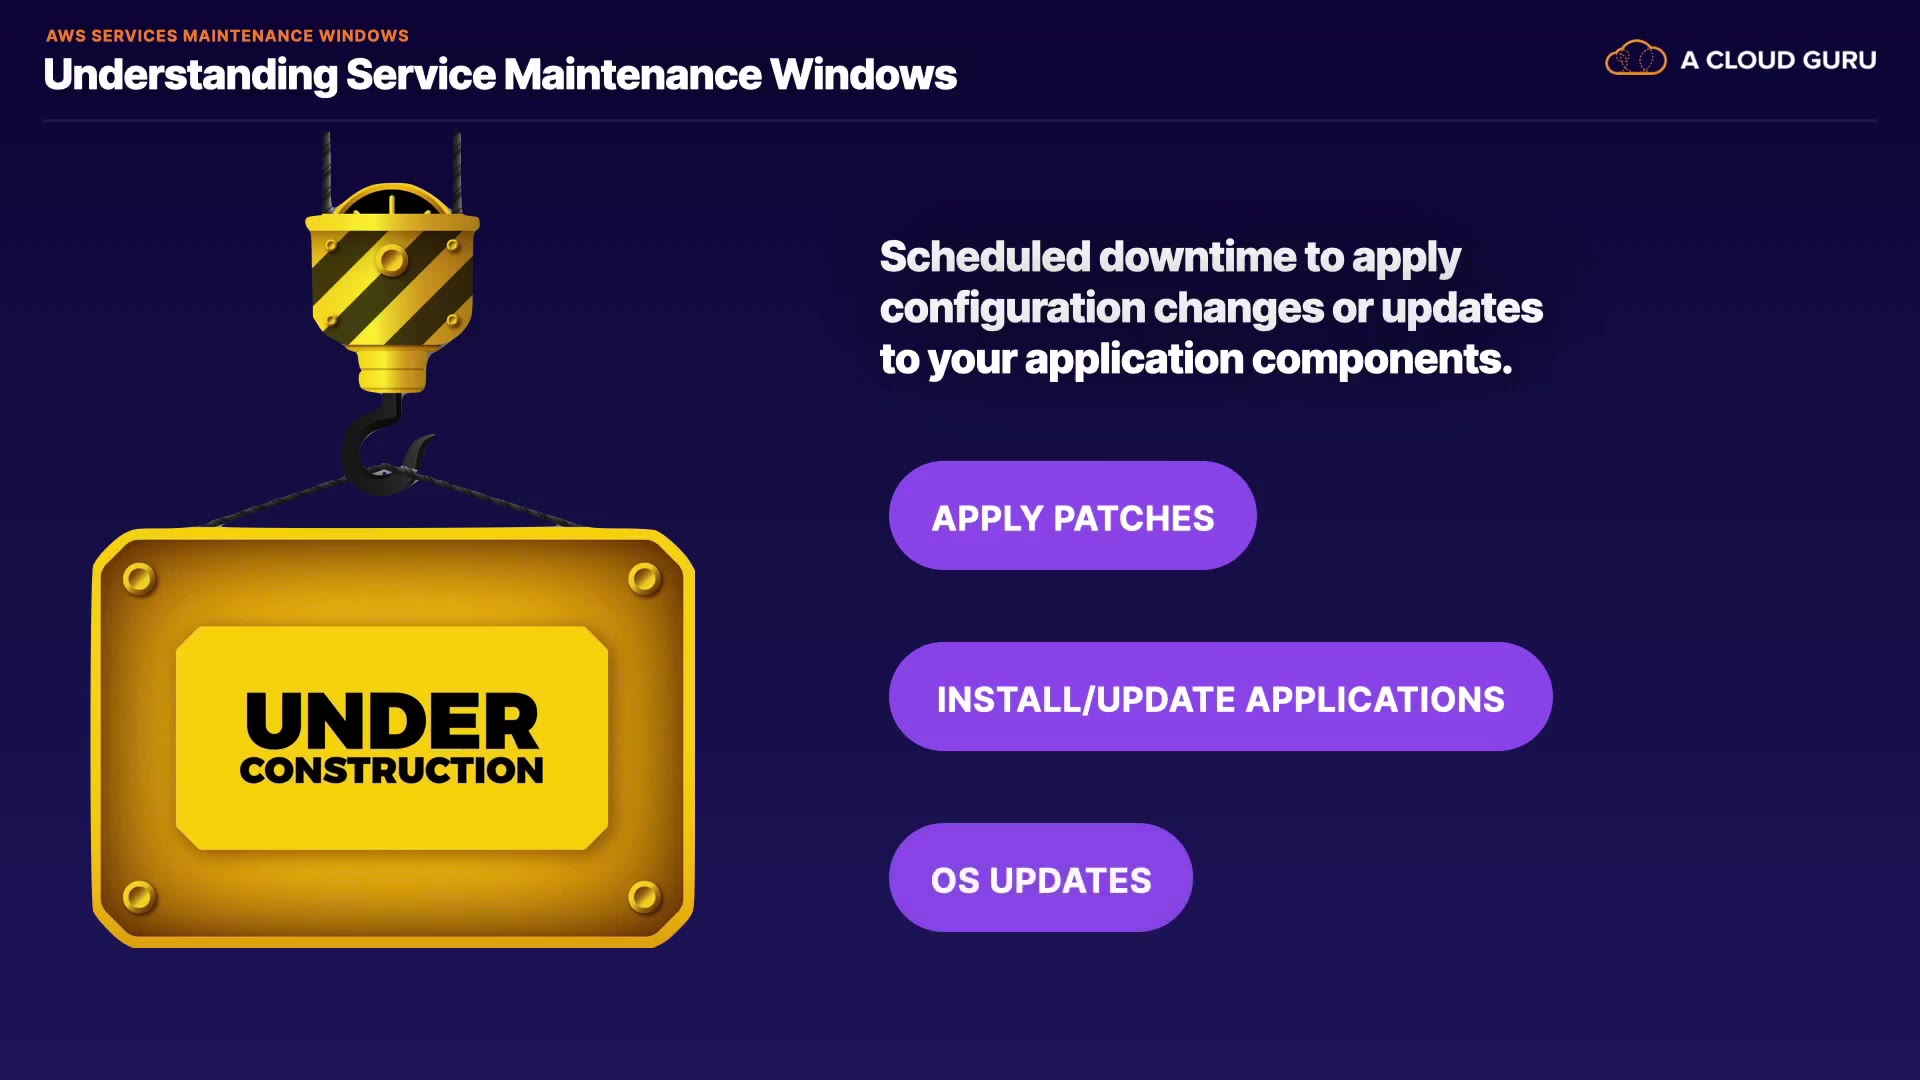 AWS SERVICES MAINTENANCE WINDOWS
Understanding Service Maintenance Windows
A CLOUD GURU
Scheduled downtime to apply
configuration changes or updates
to your application components.
APPLY PATCHES
INSTALL/UPDATE APPLICATIONS
OS UPDATES
UNDER
CONSTRUCTION